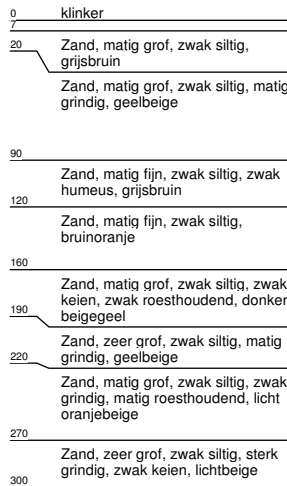 0 klinker
7
20 Zand, matig grof, zwak siltig,
grijsbruin
Zand, matig grof, zwak siltig, matig
grindig, geelbeige
90
Zand, matig fijn, zwak siltig, zwak
humeus, grijsbruin
120
Zand, matig fijn, zwak siltig,
bruinoranje
160
Zand, matig grof, zwak siltig, zwak
keien, zwak roesthoudend, donker
190 beigegeel
Zand, zeer grof, zwak siltig, matig
220 grindig, geelbeige
Zand, matig grof, zwak siltig, zwak
grindig, matig roesthoudend, licht
oranjebeige
270
Zand, zeer grof, zwak siltig, sterk
grindig, zwak keien, lichtbeige
300